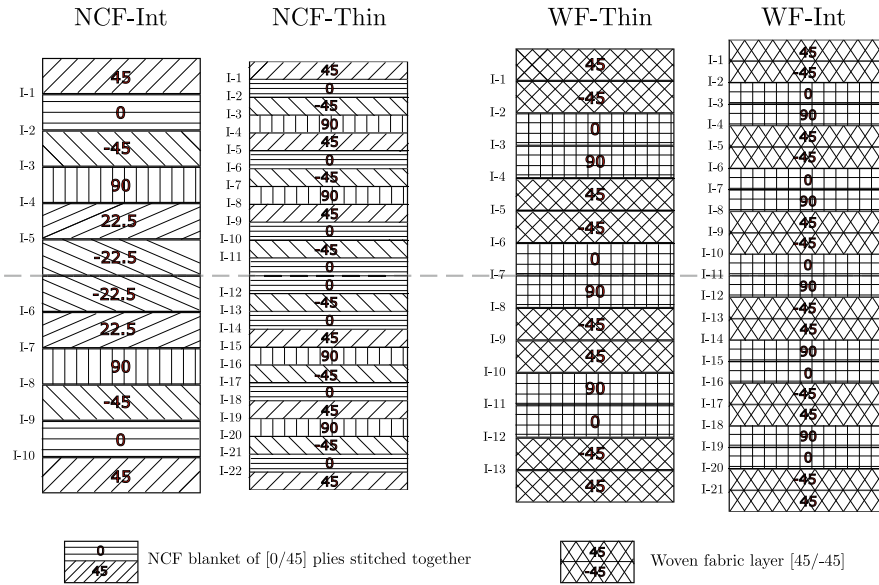 NCF-Int
45
I-1
0
I-2
-45
I-3
90
I-4
22.5
I-5
-22.5
-22.5
I-6
22.5
I-7
90
I-8
-45
I-9
0
I-10
45
NCF-Thin
45
I-1
0
I-2
-45
I-3
90
I-4
45
I-5
0
I-6
-45
I-7
90
I-8
45
I-9
0
I-10
-45
I-11
0
0
I-12
-45
I-13
0
I-14
45
I-15
90
I-16
-45
I-17
0
I-18
45
I-19
90
I-20
-45
I-21
0
I-22
45
WF-Thin
45
I-1
-45
I-2
0
I-3
90
I-4
45
I-5
-45
I-6
0
I-7
90
I-8
-45
I-9
45
I-10
90
I-11
0
I-12
-45
I-13
45
WF-Int
45
I-1
-45
I-2
0
I-3
90
I-4
45
I-5
-45
I-6
0
I-7
90
I-8
45
I-9
-45
I-10
0
I-11
90
I-12
-45
I-13
45
I-14
90
I-15
0
I-16
-45
I-17
45
I-18
90
I-19
0
I-20
-45
I-21
45
0
45
NCF blanket of [0/45] plies stitched together
45
-45
Woven fabric layer [45/-45]